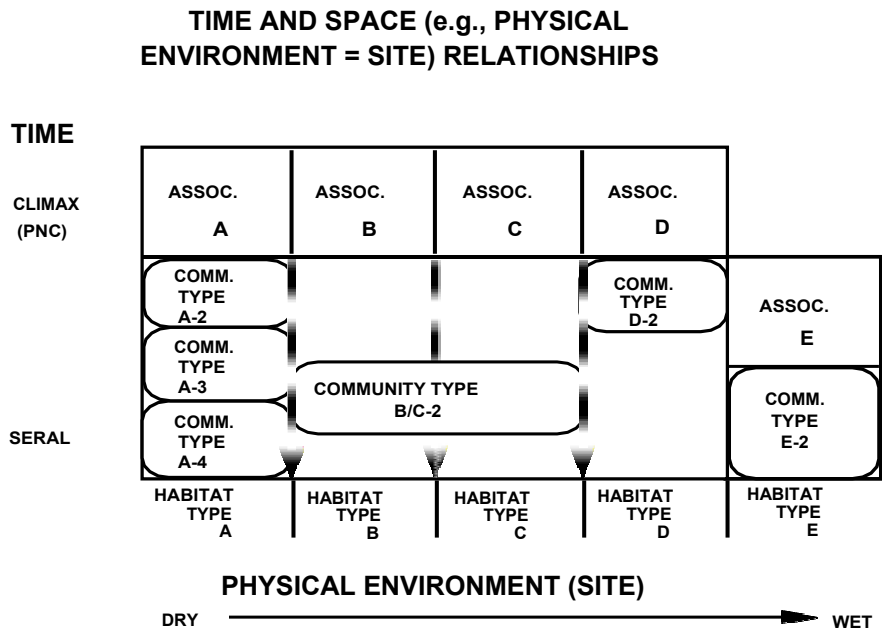 TIME AND SPACE (e.g., PHYSICAL
ENVIRONMENT = SITE) RELATIONSHIPS
TIME
CLIMAX
(PNC)
ASSOC.
A
ASSOC.
B
ASSOC.
C
ASSOC.
D
COMM.
TYPE
A-2
COMM.
TYPE
D-2
ASSOC.
E
COMM.
TYPE
A-3
COMMUNITY TYPE
B/C-2
SERAL
COMM.
TYPE
A-4
COMM.
TYPE
E-2
HABITAT
TYPE
A
HABITAT
TYPE
B
HABITAT
TYPE
C
HABITAT
TYPE
D
HABITAT
TYPE
E
PHYSICAL ENVIRONMENT (SITE)
DRY
WET